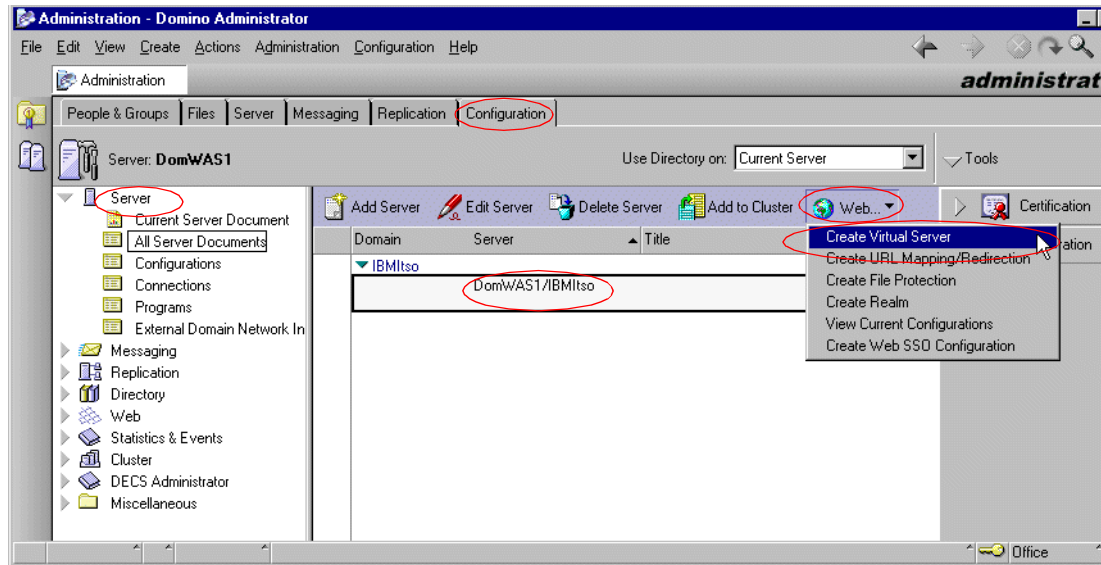 Administration - Domino Administrator
File Edit View Create Actions Administration Configuration Help
Administration
administrat
People & Groups Files Server Messaging Replication Configuration
Server: DomWAS1 Use Directory on: Current Server Tools
Server
Current Server Document
All Server Documents
Configurations
Connections
Programs
External Domain Network In
Messaging
Replication
Directory
Web
Statistics & Events
Cluster
DECS Administrator
Miscellaneous
Add Server Edit Server Delete Server Add to Cluster Web...
Domain Server Title
IBMItso
DomWAS1/IBMItso
Create Virtual Server
Create URL Mapping/Redirection
Create File Protection
Create Realm
View Current Configurations
Create Web SSO Configuration
Certification
ation
Office